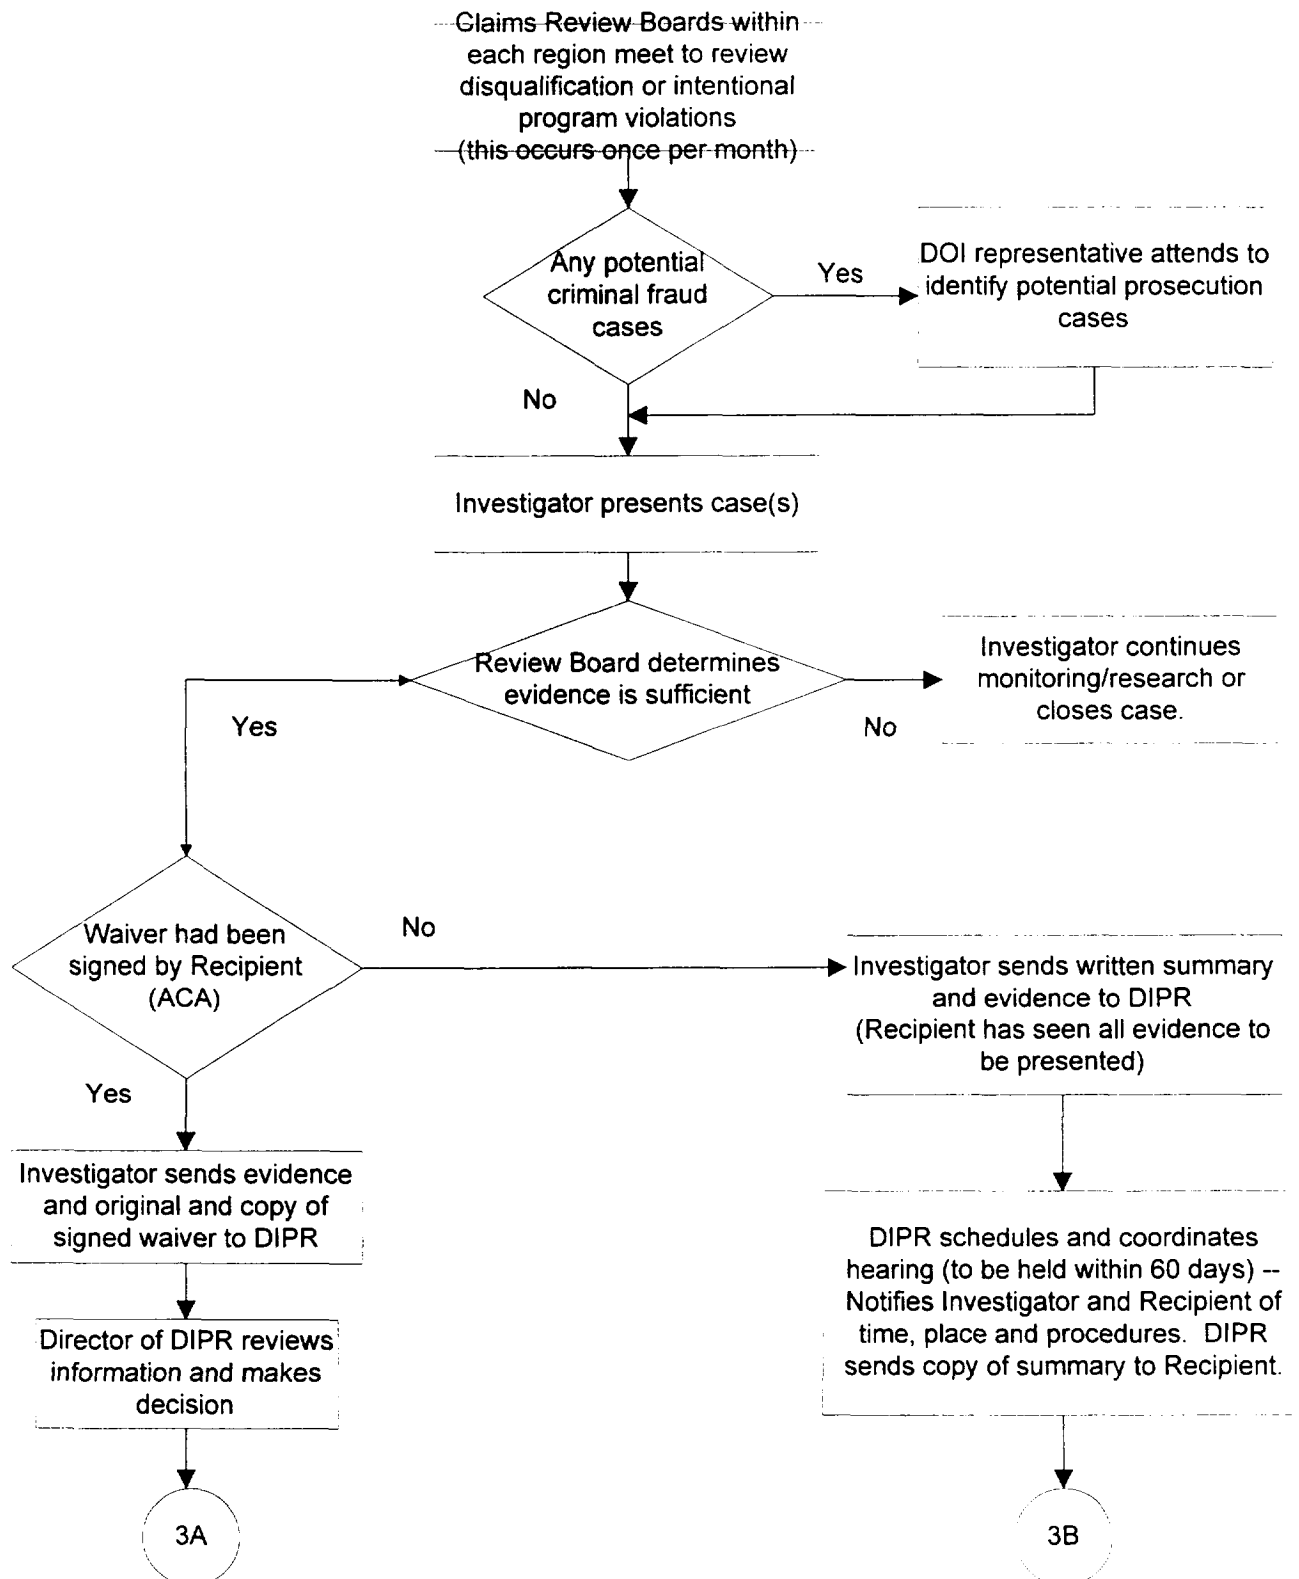 Claims Review Boards within
each region meet to review
disqualification or intentional
program violations
(this occurs once per month)
Any potential
criminal fraud
cases
Yes
DOI representative attends to
identify potential prosecution
cases
No
Investigator presents case(s)
Review Board determines
evidence is sufficient
Investigator continues
monitoring/research or
closes case.
Yes
No
Waiver had been
signed by Recipient
(ACA)
No
Investigator sends written summary
and evidence to DIPR
(Recipient has seen all evidence to
be presented)
Yes
Investigator sends evidence
and original and copy of
signed waiver to DIPR
DIPR schedules and coordinates
hearing (to be held within 60 days) --
Notifies Investigator and Recipient of
time, place and procedures.  DIPR
sends copy of summary to Recipient.
Director of DIPR reviews
information and makes
decision
3A
3B